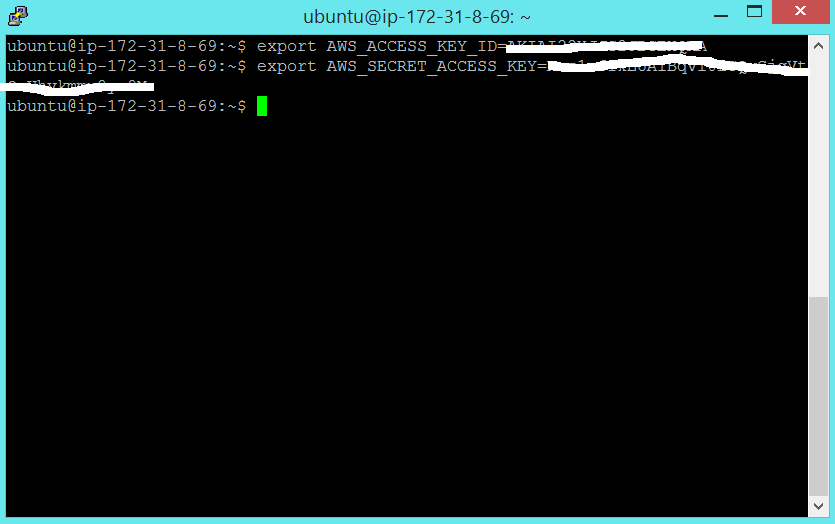 ubuntu@ip-172-31-8-69: ~
ubuntu@ip-172-31-8-69:~$ export AWS_ACCESS_KEY_ID=
ubuntu@ip-172-31-8-69:~$ export AWS_SECRET_ACCESS_KEY=
ubuntu@ip-172-31-8-69:~$